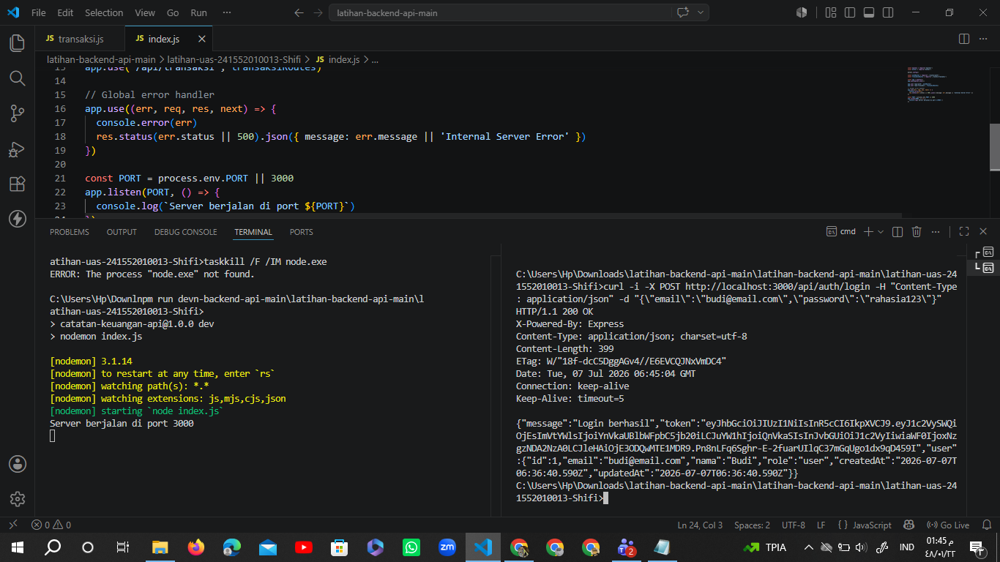 File Edit Selection View Go Run ···
latihan-backend-api-main
JS transaksi.js
JS index.js
latihan-backend-api-main > latihan-uas-241552010013-Shifi > JS index.js > ...
13 app.use('/api/transaksi', transaksiRoutes)
14
15 // Global error handler
16 app.use((err, req, res, next) => {
17 console.error(err)
18 res.status(err.status || 500).json({ message: err.message || 'Internal Server Error' })
19 })
20
21 const PORT = process.env.PORT || 3000
22 app.listen(PORT, () => {
23 console.log(`Server berjalan di port ${PORT}`)
24 })
PROBLEMS OUTPUT DEBUG CONSOLE TERMINAL PORTS
cmd
atihan-uas-241552010013-Shifi>taskkill /F /IM node.exe
ERROR: The process "node.exe" not found.
C:\Users\Hp\Downlnpm run devn-backend-api-main\latihan-backend-api-main\l
atihan-uas-241552010013-Shifi>
> catatan-keuangan-api@1.0.0 dev
> nodemon index.js
[nodemon] 3.1.14
[nodemon] to restart at any time, enter `rs`
[nodemon] watching path(s): *.*
[nodemon] watching extensions: js,mjs,cjs,json
[nodemon] starting `node index.js`
Server berjalan di port 3000
C:\Users\Hp\Downloads\latihan-backend-api-main\latihan-backend-api-main\latihan-uas-24
1552010013-Shifi>curl -i -X POST http://localhost:3000/api/auth/login -H "Content-Type
: application/json" -d "{\"email\":\"budi@email.com\",\"password\":\"rahasia123\"}"
HTTP/1.1 200 OK
X-Powered-By: Express
Content-Type: application/json; charset=utf-8
Content-Length: 399
ETag: W/"18f-dcC5DggAGv4//E6EVCQJNxVmDC4"
Date: Tue, 07 Jul 2026 06:45:04 GMT
Connection: keep-alive
Keep-Alive: timeout=5
{"message":"Login berhasil","token":"eyJhbGciOiJIUzI1NiIsInR5cCI6IkpXVCJ9.eyJ1c2VySWQi
OjEsImVtYWlsIjoiYnVkaUBlbWFpbC5jb20iLCJuYW1hIjoiQnVkaSIsInJvbGUiOiJ1c2VyIiwiaWF0IjoxNz
gzNDA2NzA0LCJleHAiOjE3ODQwMTE1MDR9.Pn8nLFq6Sghr-E-2fuarUIlqC37mGqUgo1dx9qD459I","user"
:{"id":1,"email":"budi@email.com","nama":"Budi","role":"user","createdAt":"2026-07-07T
06:36:40.590Z","updatedAt":"2026-07-07T06:36:40.590Z"}}
C:\Users\Hp\Downloads\latihan-backend-api-main\latihan-backend-api-main\latihan-uas-24
1552010013-Shifi>
0 0
Ln 24, Col 3 Spaces: 2 UTF-8 LF { } JavaScript Go Live
zm
2
TPIA
IND
01:45 م
٤٨/٠١/٢٢
٣